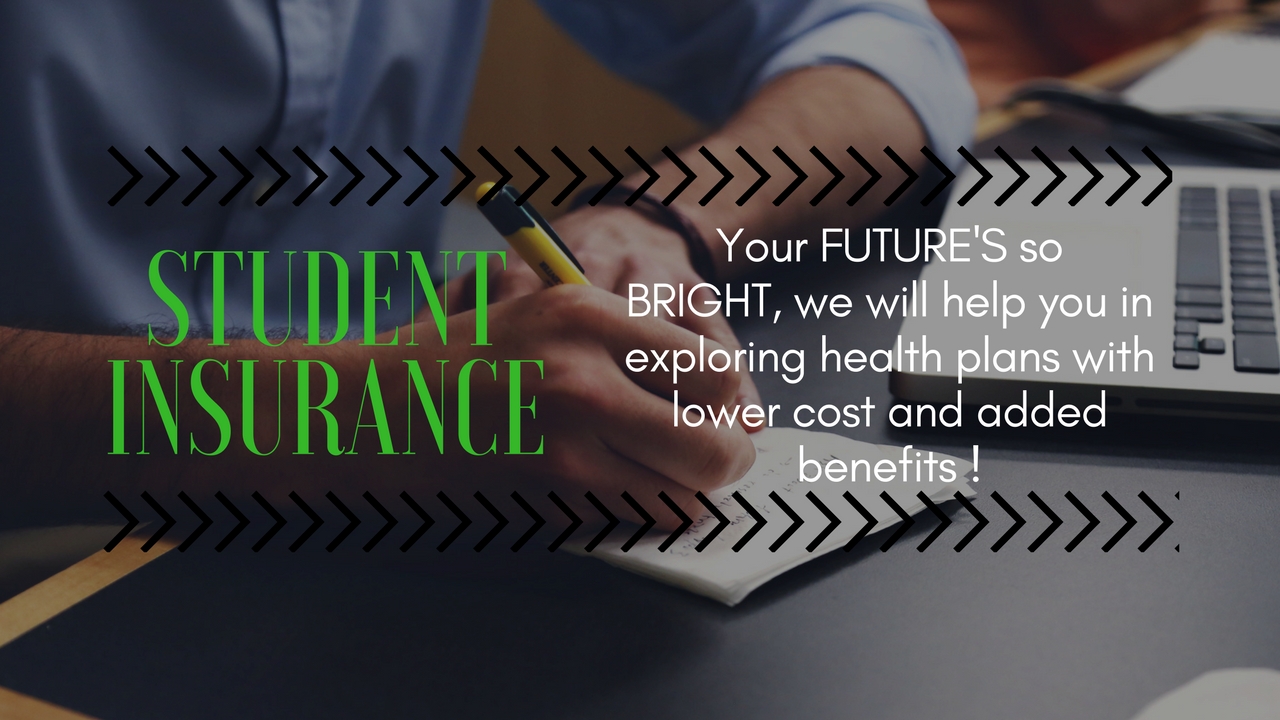 STUDENT
INSURANCE
Your FUTURE'S so
BRIGHT, we will help you in
exploring health plans with
lower cost and added
benefits !